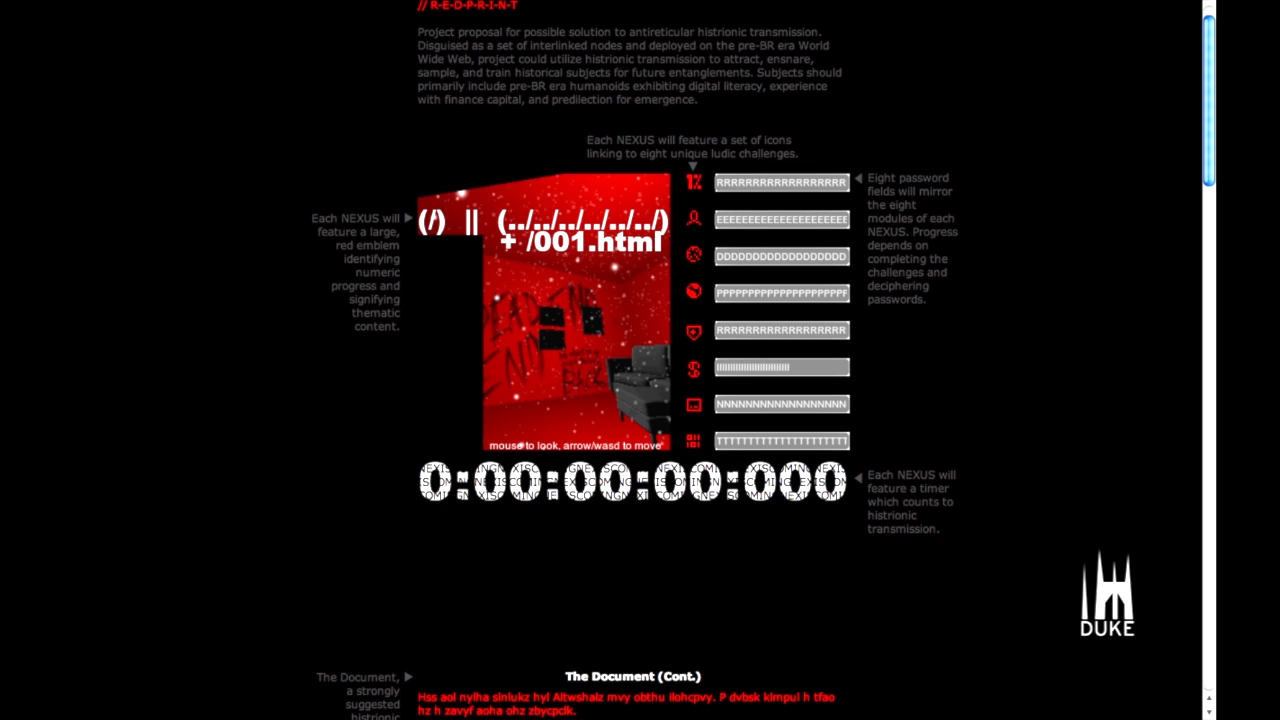 // R-E-D-P-R-I-N-T
Project proposal for possible solution to antireticular histrionic transmission.
Disguised as a set of interlinked nodes and deployed on the pre-BR era World
Wide Web, project could utilize histrionic transmission to attract, ensnare,
sample, and train historical subjects for future entanglements. Subjects should
primarily include pre-BR era humanoids exhibiting digital literacy, experience
with finance capital, and predilection for emergence.
Each NEXUS will feature a set of icons
linking to eight unique ludic challenges.
Each NEXUS will
feature a large,
red emblem
identifying
numeric
progress and
signifying
thematic
content.
(/) || (../../../../../../)
+ /001.html
DEAD
END
mouse to look, arrow/wasd to move
1%
RRRRRRRRRRRRRRRRRR
EEEEEEEEEEEEEEEEEEEE
DDDDDDDDDDDDDDDDDD
PPPPPPPPPPPPPPPPPPP
RRRRRRRRRRRRRRRRRR
IIIIIIIIIIIIIIIIIIIIIIIII
NNNNNNNNNNNNNNNNNN
TTTTTTTTTTTTTTTTTTTT
Eight password
fields will mirror
the eight
modules of each
NEXUS. Progress
depends on
completing the
challenges and
deciphering
passwords.
0:00:00:00:000
Each NEXUS will
feature a timer
which counts to
histrionic
transmission.
DUKE
The Document,
a strongly
suggested
histrionic
The Document (Cont.)
Hss aol nylha slnlukz hyl Altwshalz mvy obthu ilohcpvy. P dvbsk klmpul h tfao
hz h zavyf aoha ohz zbycpclk.